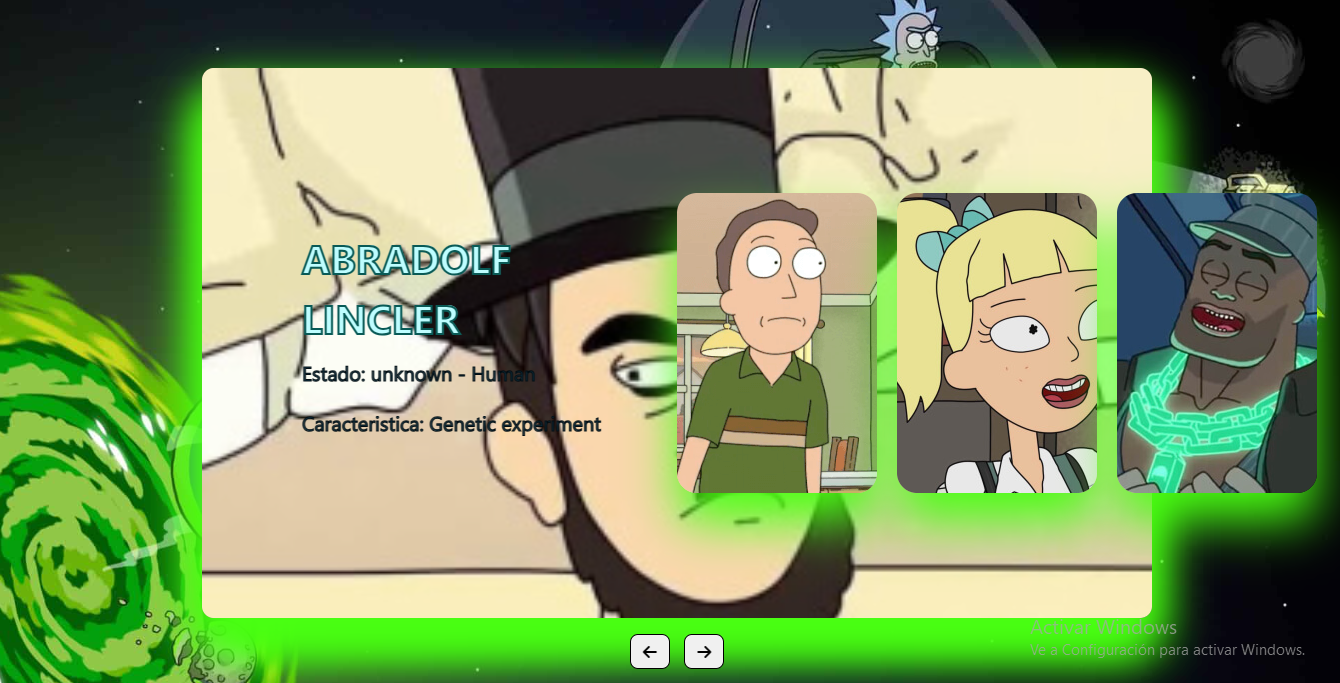 ABRADOLF
LINCLER
Estado: unknown - Human
Caracteristica: Genetic experiment
Activar Windows
Ve a Configuración para activar Windows.